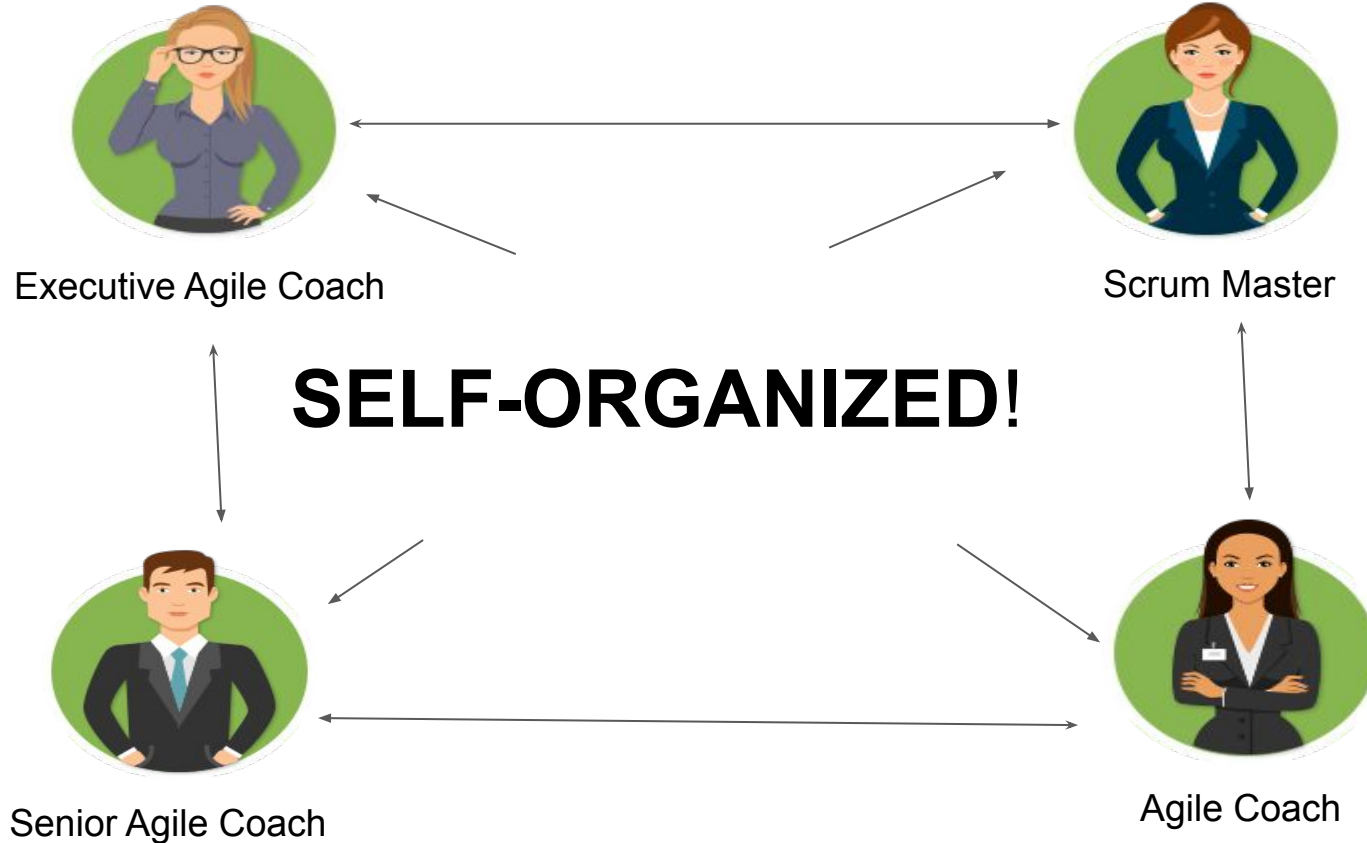 Executive Agile Coach
Scrum Master
SELF-ORGANIZED!
Senior Agile Coach
Agile Coach